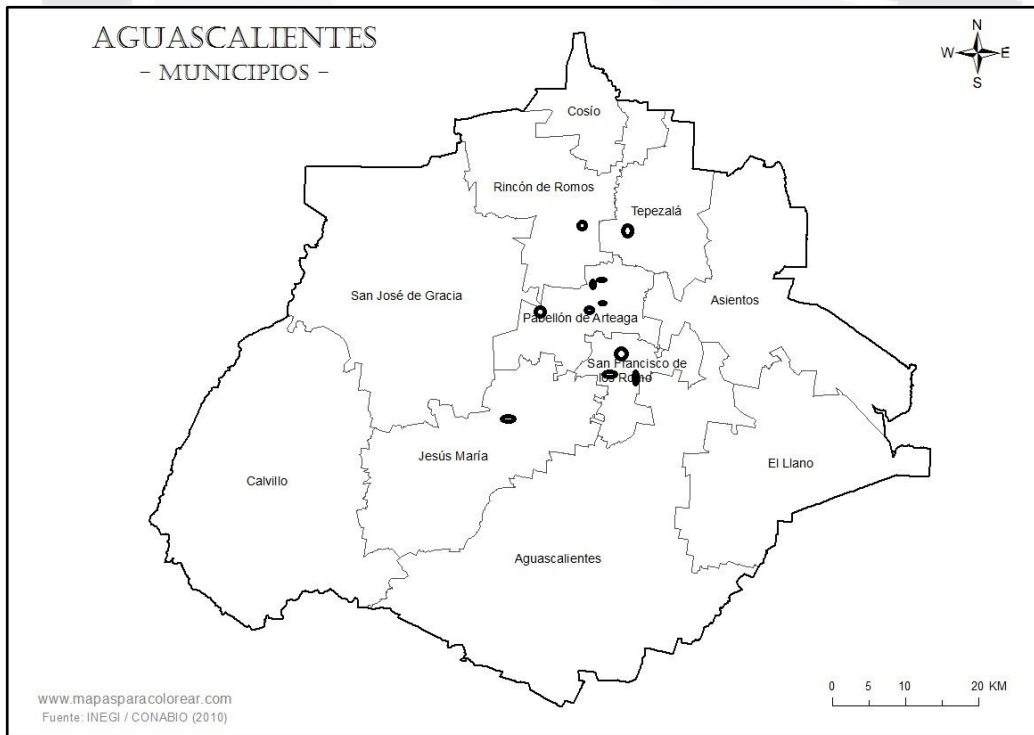 AGUASCALIENTES
- MUNICIPIOS -
N
W E
S
Cosío
Rincón de Romos
Tepezalá
San José de Gracia
Asientos
Pabellón de Arteaga
San Francisco de
los Romo
Jesús María
El Llano
Calvillo
Aguascalientes
www.mapasparacolorear.com
Fuente: INEGI / CONABIO (2010)
0 5 10 20 KM